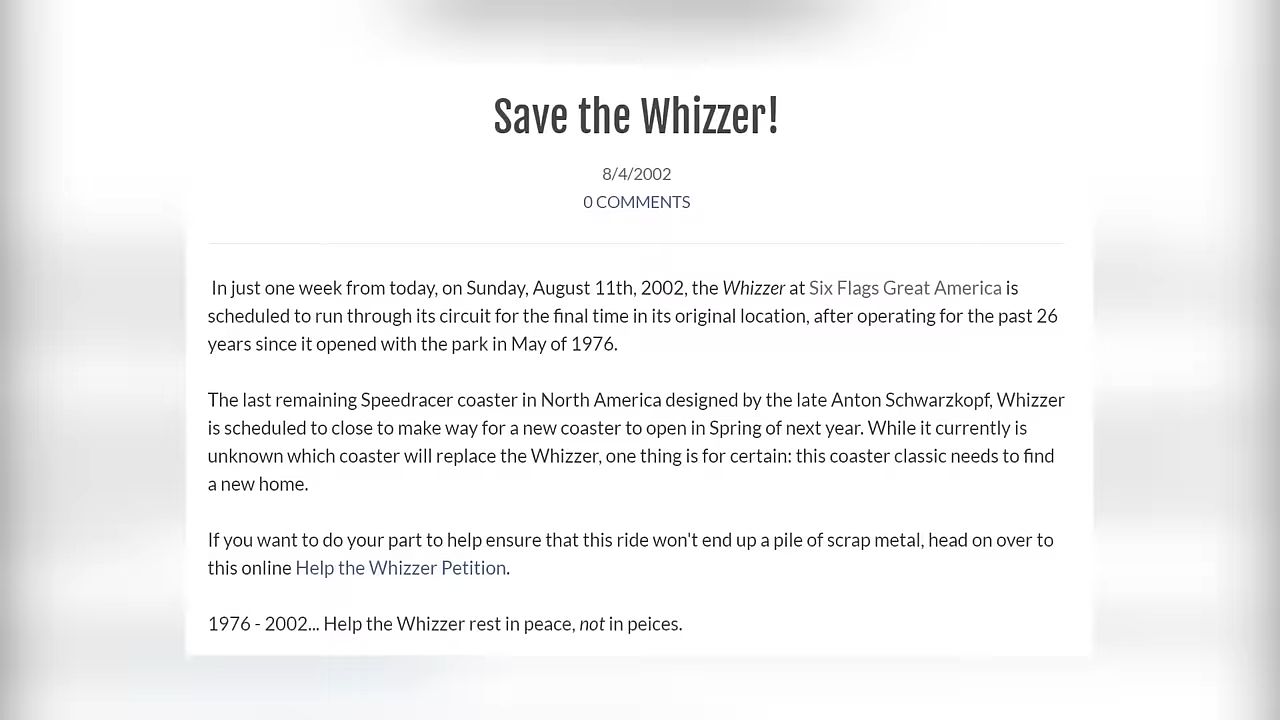 Save the Whizzer!
8/4/2002
0 COMMENTS
In just one week from today, on Sunday, August 11th, 2002, the Whizzer at Six Flags Great America is
scheduled to run through its circuit for the final time in its original location, after operating for the past 26
years since it opened with the park in May of 1976.
The last remaining Speedracer coaster in North America designed by the late Anton Schwarzkopf, Whizzer
is scheduled to close to make way for a new coaster to open in Spring of next year. While it currently is
unknown which coaster will replace the Whizzer, one thing is for certain: this coaster classic needs to find
a new home.
If you want to do your part to help ensure that this ride won't end up a pile of scrap metal, head on over to
this online Help the Whizzer Petition.
1976 - 2002... Help the Whizzer rest in peace, not in peices.